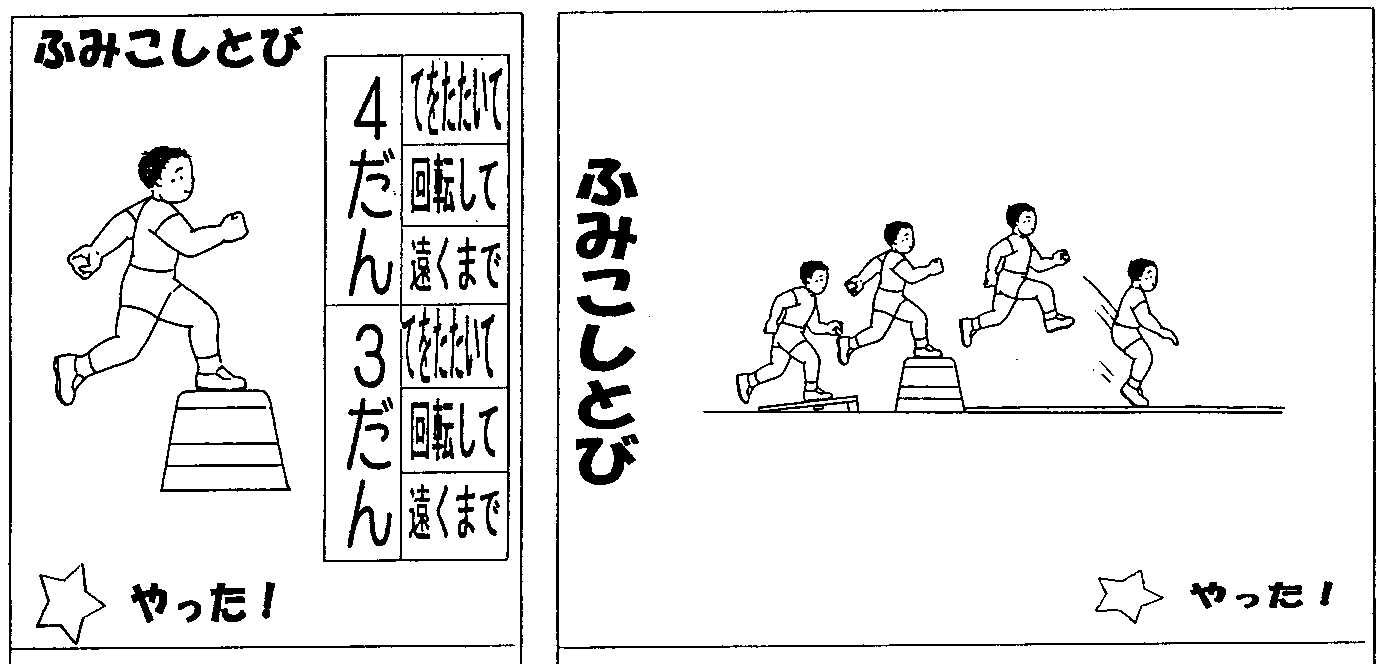 ふみこしとび
4だん
てをたたいて
回転して
遠くまで
3だん
てをたたいて
回転して
遠くまで
やった!
ふみこしとび
やった!